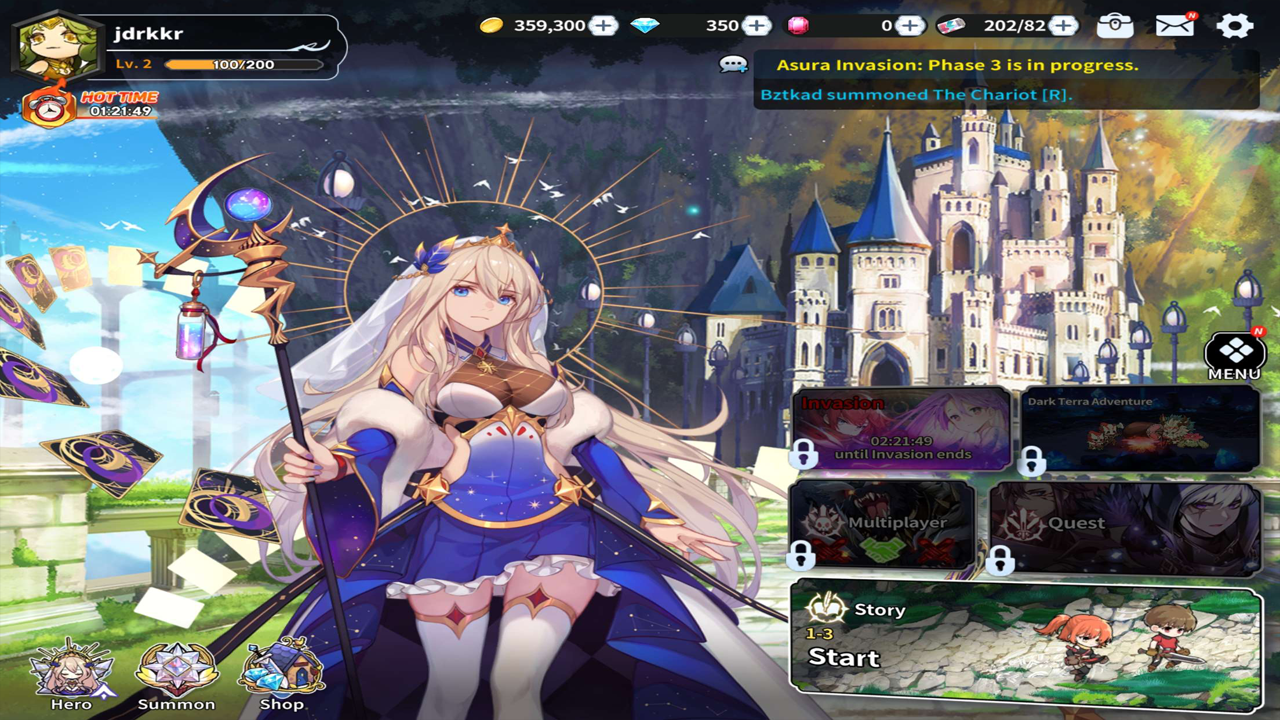 jdrkkr
Lv. 2
100/200
359,300
350
0
202/82
N
HOT TIME
01:21:49
Asura Invasion: Phase 3 is in progress.
Bztkad summoned The Chariot [R].
N
MENU
Invasion
02:21:49
until Invasion ends
Dark Terra Adventure
Multiplayer
Quest
Story
1-3
Start
Hero
Summon
Shop